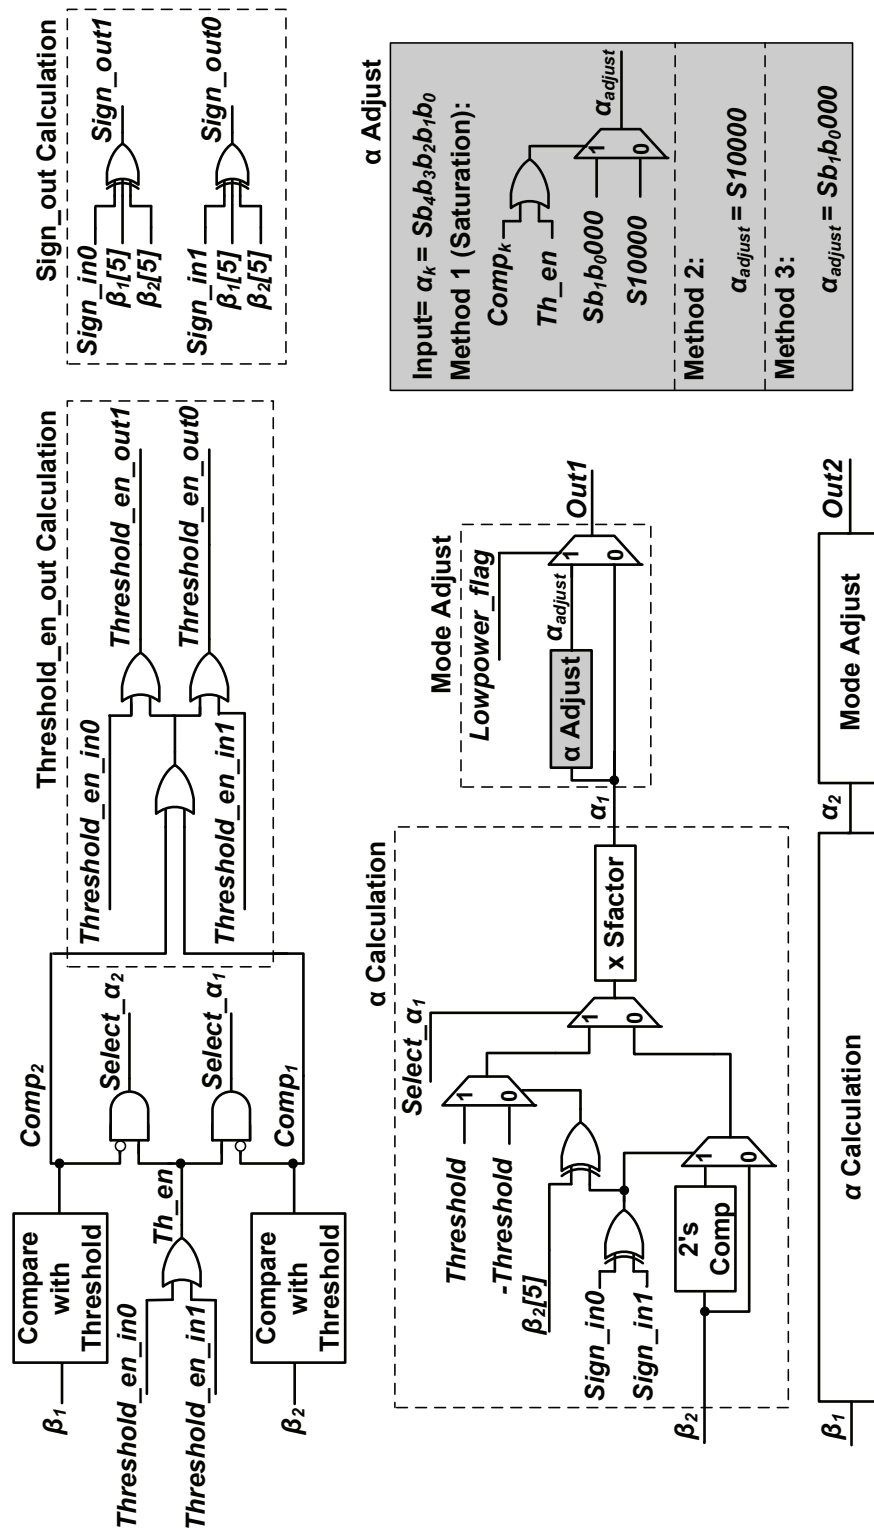 β1
Compare
with
Threshold
Comp2
Threshold_en_in0
Threshold_en_in1
Th_en
Select_α2
Select_α1
Comp1
β2
Compare
with
Threshold
Threshold_en_out Calculation
Threshold_en_in0
Threshold_en_in1
Threshold_en_out1
Threshold_en_out0
Sign_out Calculation
Sign_in0
β1[5]
β2[5]
Sign_out1
Sign_in1
β1[5]
β2[5]
Sign_out0
α Calculation
Select_α1
Threshold
-Threshold
1
0
β2[5]
Sign_in0
Sign_in1
β2
2's
Comp
1
0
1
0
x Sfactor
α1
Mode Adjust
Lowpower_flag
α Adjust
αadjust
1
0
Out1
α Adjust
Input= αk = Sb4b3b2b1b0
Method 1 (Saturation):
Compk
Th_en
Sb1b0000
S10000
1
0
αadjust
Method 2:
αadjust = S10000
Method 3:
αadjust = Sb1b0000
β1
α Calculation
α2
Mode Adjust
Out2